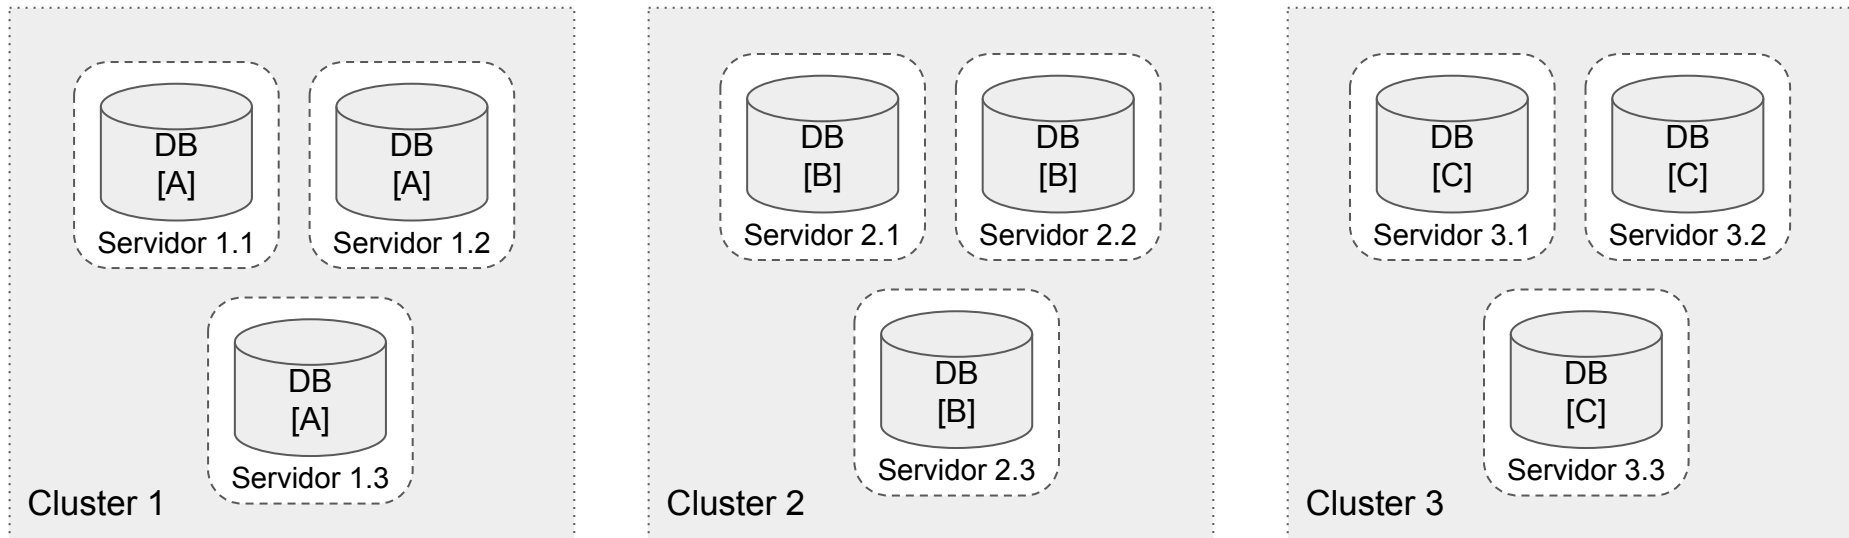 DB
[A]
Servidor 1.1
DB
[A]
Servidor 1.2
DB
[A]
Servidor 1.3
Cluster 1
DB
[B]
Servidor 2.1
DB
[B]
Servidor 2.2
DB
[B]
Servidor 2.3
Cluster 2
DB
[C]
Servidor 3.1
DB
[C]
Servidor 3.2
DB
[C]
Servidor 3.3
Cluster 3